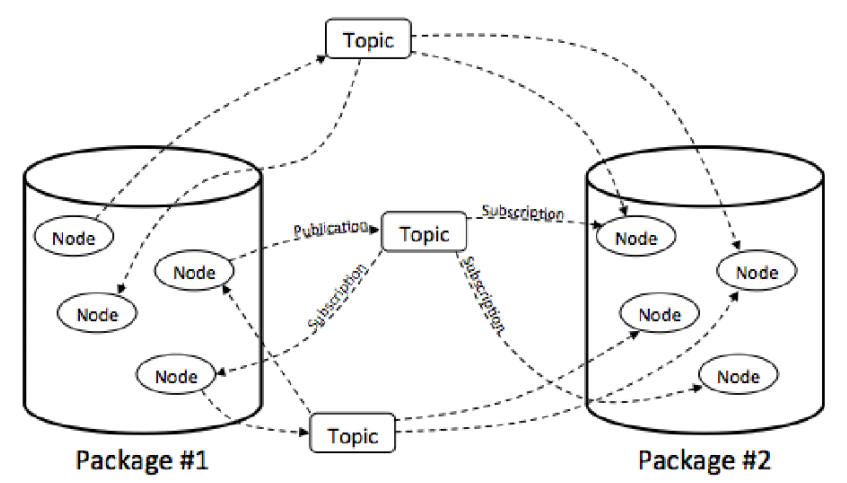 Topic
Node
Publication
Topic
Subscription
Node
Node
Node
Subscription
Subscription
Node
Node
Node
Node
Node
Topic
Package #1
Package #2